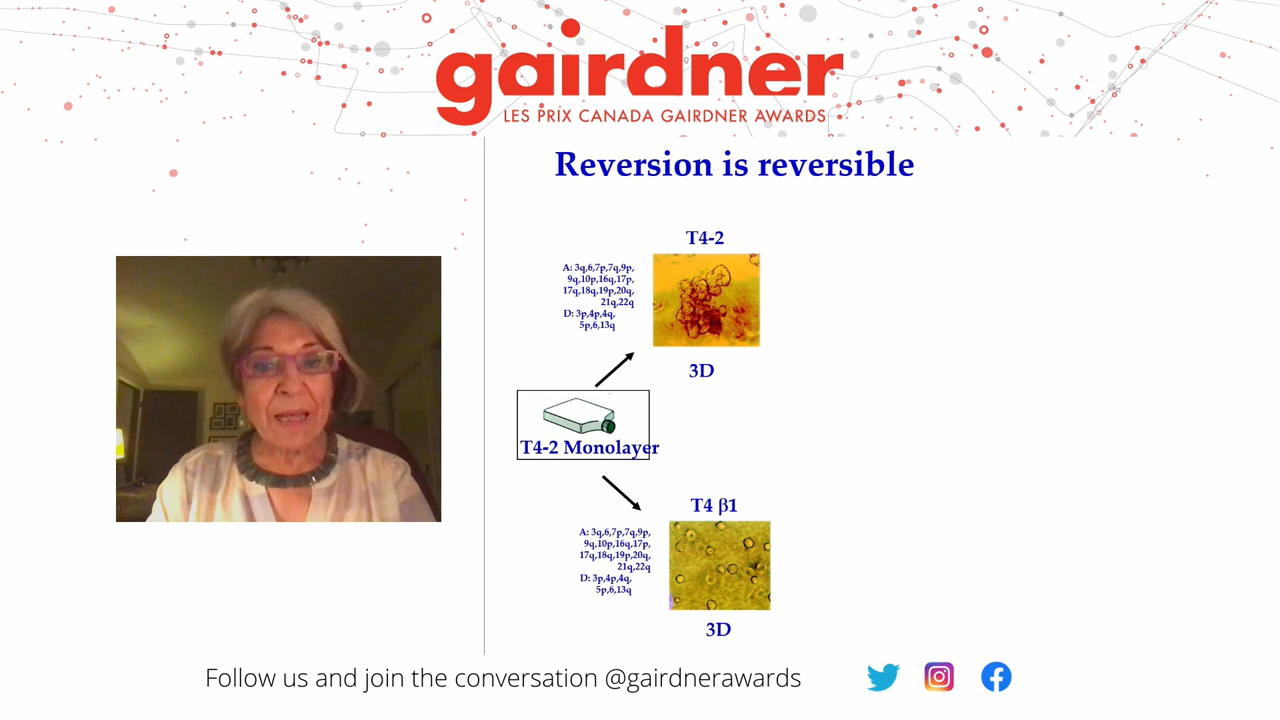 gairdner
LES PRIX CANADA GAIRDNER AWARDS
Reversion is reversible
T4-2
A: 3q,6,7p,7q,9p,
9q,10p,16q,17p,
17q,18q,19p,20q,
21q,22q
D: 3p,4p,4q,
5p,6,13q
3D
T4-2 Monolayer
T4 β1
A: 3q,6,7p,7q,9p,
9q,10p,16q,17p,
17q,18q,19p,20q,
21q,22q
D: 3p,4p,4q,
5p,6,13q
3D
Follow us and join the conversation @gairdnerawards